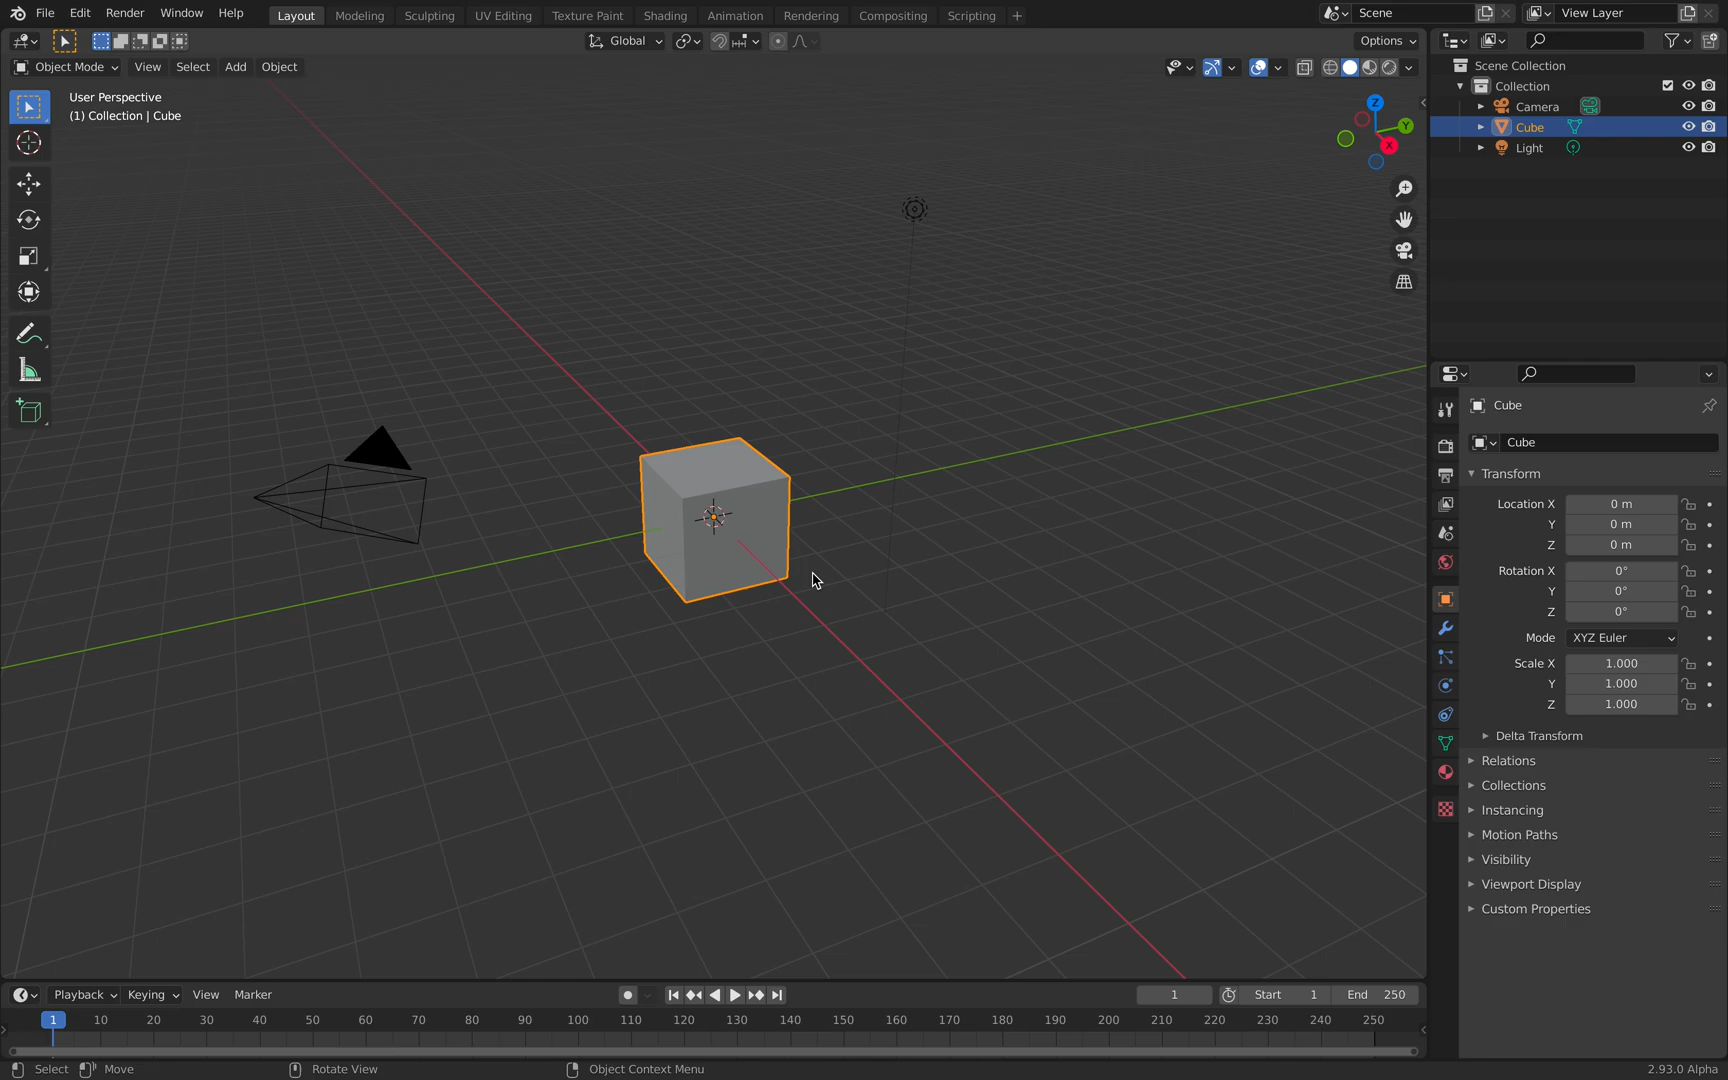 File Edit Render Window Help Layout Modeling Sculpting UV Editing Texture Paint Shading Animation Rendering Compositing Scripting + Scene View Layer
Global Options
Object Mode View Select Add Object
User Perspective
(1) Collection | Cube
Z
Y
X
Scene Collection
Collection
Camera
Cube
Light
Cube
Cube
Transform
Location X 0 m
Y 0 m
Z 0 m
Rotation X 0°
Y 0°
Z 0°
Mode XYZ Euler
Scale X 1.000
Y 1.000
Z 1.000
Delta Transform
Relations
Collections
Instancing
Motion Paths
Visibility
Viewport Display
Custom Properties
Playback Keying View Marker 1 Start 1 End 250
1 10 20 30 40 50 60 70 80 90 100 110 120 130 140 150 160 170 180 190 200 210 220 230 240 250
Select Move Rotate View Object Context Menu 2.93.0 Alpha